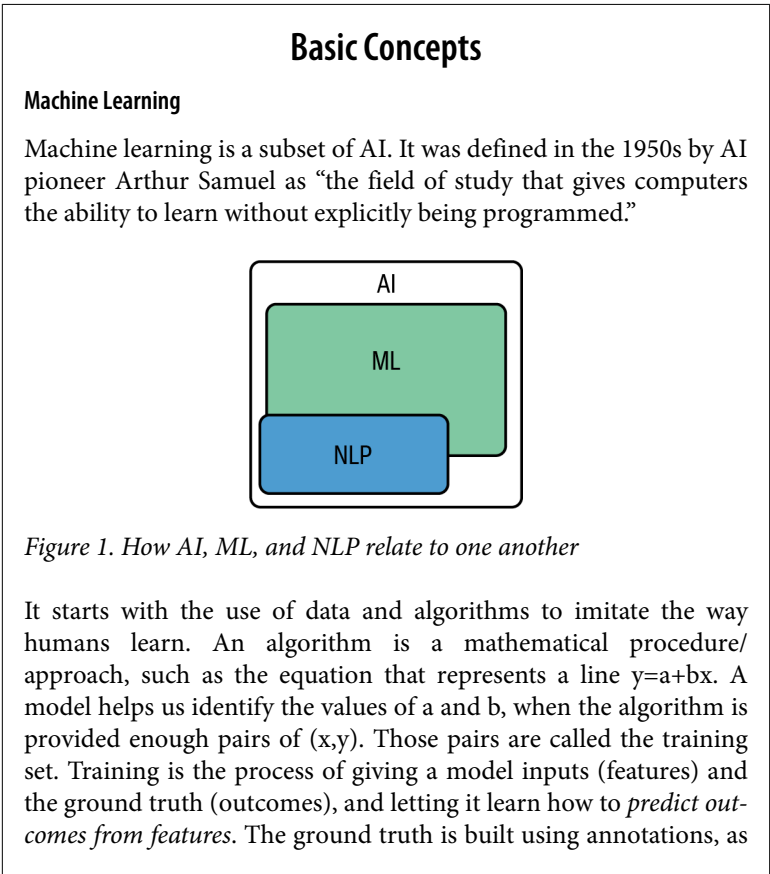 Basic Concepts
Machine Learning
Machine learning is a subset of AI. It was defined in the 1950s by AI
pioneer Arthur Samuel as “the field of study that gives computers
the ability to learn without explicitly being programmed.”
AI
ML
NLP
Figure 1. How AI, ML, and NLP relate to one another
It starts with the use of data and algorithms to imitate the way
humans learn. An algorithm is a mathematical procedure/
approach, such as the equation that represents a line y=a+bx. A
model helps us identify the values of a and b, when the algorithm is
provided enough pairs of (x,y). Those pairs are called the training
set. Training is the process of giving a model inputs (features) and
the ground truth (outcomes), and letting it learn how to predict out-
comes from features. The ground truth is built using annotations, as